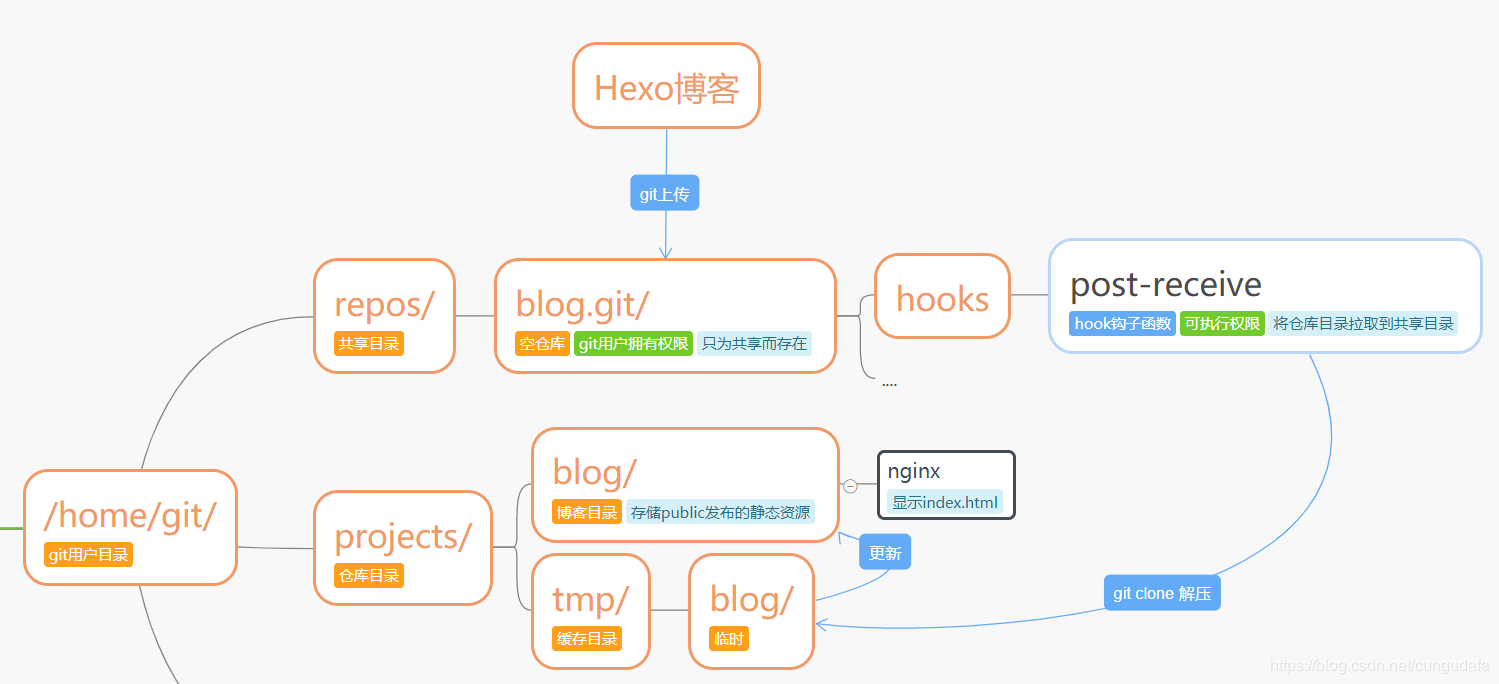 Hexo博客
git上传
repos/
共享目录
blog.git/
空仓库 git用户拥有权限 只为共享而存在
hooks
post-receive
hook钩子函数 可执行权限 将仓库目录拉取到共享目录
....
/home/git/
git用户目录
projects/
仓库目录
blog/
博客目录 存储public发布的静态资源
nginx
显示index.html
更新
tmp/
缓存目录
blog/
临时
git clone 解压
https://blog.csdn.net/cungudafa